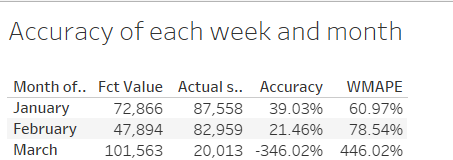 Accuracy of each week and month
Month of.. Fct Value Actual s.. Accuracy WMAPE
January 72,866 87,558 39.03% 60.97%
February 47,894 82,959 21.46% 78.54%
March 101,563 20,013 -346.02% 446.02%